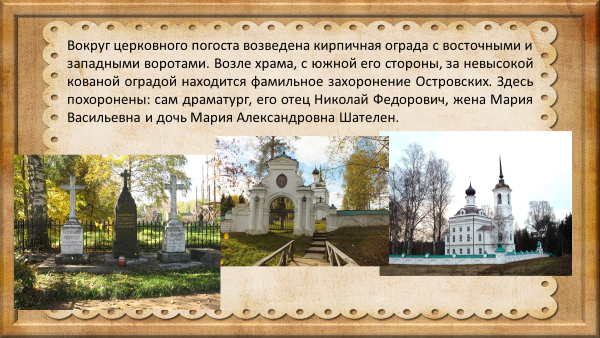 Вокруг церковного погоста возведена кирпичная ограда с восточными и
западными воротами. Возле храма, с южной его стороны, за невысокой
кованой оградой находится фамильное захоронение Островских. Здесь
похоронены: сам драматург, его отец Николай Федорович, жена Мария
Васильевна и дочь Мария Александровна Шателен.